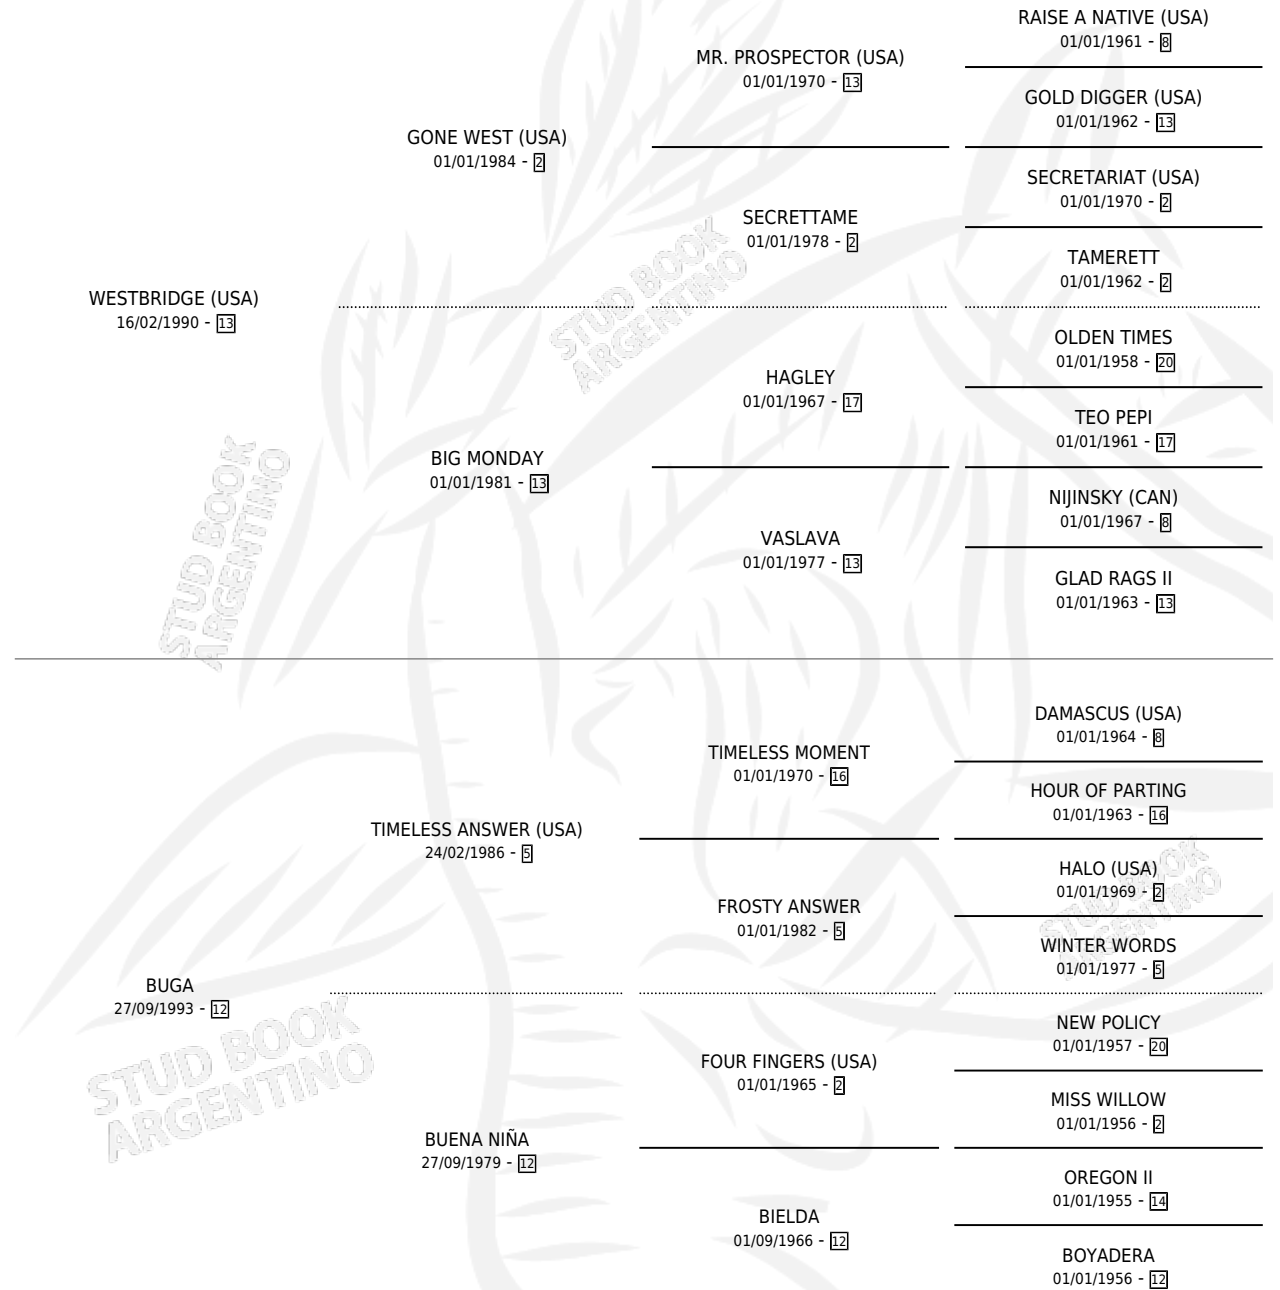 RAISE A NATIVE (USA)
01/01/1961 - 8
MR. PROSPECTOR (USA)
01/01/1970 - 13
GOLD DIGGER (USA)
01/01/1962 - 13
GONE WEST (USA)
01/01/1984 - 2
SECRETARIAT (USA)
01/01/1970 - 2
SECRETTAME
01/01/1978 - 2
TAMERETT
01/01/1962 - 2
WESTBRIDGE (USA)
16/02/1990 - 13
OLDEN TIMES
01/01/1958 - 20
HAGLEY
01/01/1967 - 17
TEO PEPI
01/01/1961 - 17
BIG MONDAY
01/01/1981 - 13
NIJINSKY (CAN)
01/01/1967 - 8
VASLAVA
01/01/1977 - 13
GLAD RAGS II
01/01/1963 - 13
DAMASCUS (USA)
01/01/1964 - 8
TIMELESS MOMENT
01/01/1970 - 16
HOUR OF PARTING
01/01/1963 - 16
TIMELESS ANSWER (USA)
24/02/1986 - 5
HALO (USA)
01/01/1969 - 2
FROSTY ANSWER
01/01/1982 - 5
WINTER WORDS
01/01/1977 - 5
BUGA
27/09/1993 - 12
NEW POLICY
01/01/1957 - 20
FOUR FINGERS (USA)
01/01/1965 - 2
MISS WILLOW
01/01/1956 - 2
BUENA NIÑA
27/09/1979 - 12
OREGON II
01/01/1955 - 14
BIELDA
01/09/1966 - 12
BOYADERA
01/01/1956 - 12
STUD BOOK
ARGENTINO
STUD BOOK
ARGENTINO
STUD BOOK
ARGENTINO
STUD BOOK
ARGENTINO